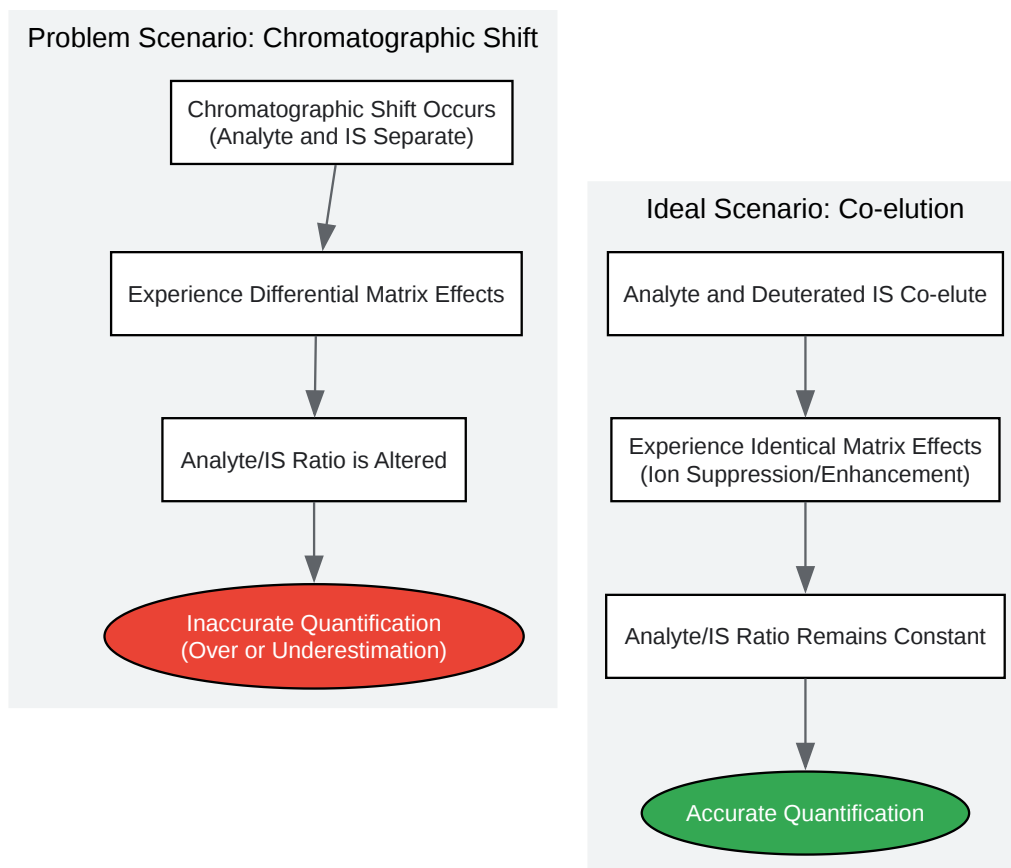 Problem Scenario: Chromatographic Shift
Chromatographic Shift Occurs
(Analyte and IS Separate)
Experience Differential Matrix Effects
Analyte/IS Ratio is Altered
Inaccurate Quantification
(Over or Underestimation)
Ideal Scenario: Co-elution
Analyte and Deuterated IS Co-elute
Experience Identical Matrix Effects
(Ion Suppression/Enhancement)
Analyte/IS Ratio Remains Constant
Accurate Quantification